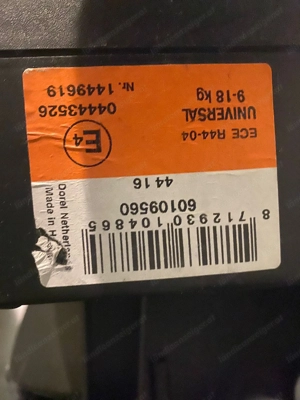 ECE R44-04
UNIVERSAL
9-18 kg
04443526
Nr. 1449619
E4
44 16
60109560
8 712930 104865
Dorel
Made in